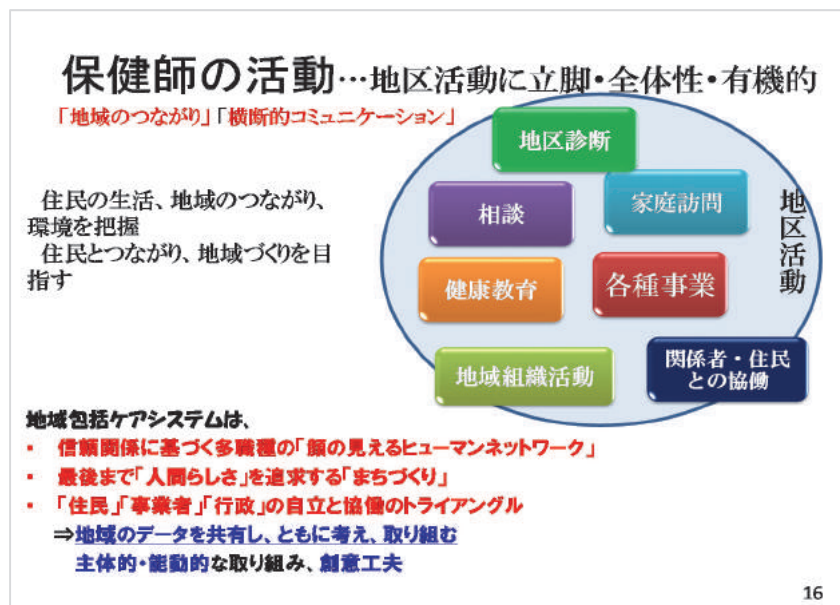 保健師の活動…地区活動に立脚・全体性・有機的
「地域のつながり」「横断的コミュニケーション」
地区診断
相談
家庭訪問
健康教育
各種事業
地域組織活動
関係者・住民
との協働
地区活動
住民の生活、地域のつながり、
環境を把握
住民とつながり、地域づくりを目
指す
地域包括ケアシステムは、
・ 信頼関係に基づく多職種の「顔の見えるヒューマンネットワーク」
・ 最後まで「人間らしさ」を追求する「まちづくり」
・ 「住民」「事業者」「行政」の自立と協働のトライアングル
⇒地域のデータを共有し、ともに考え、取り組む
主体的・能動的な取り組み、創意工夫
16